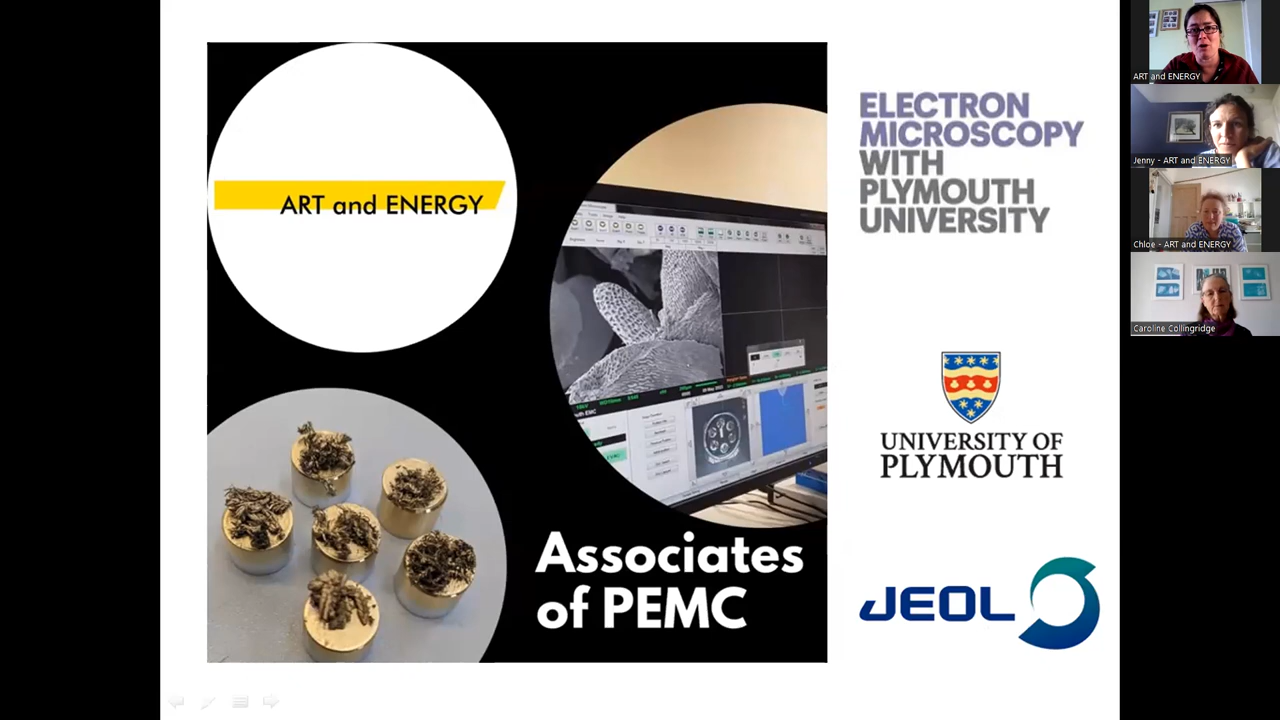 ART and ENERGY
Associates
of PEMC
ELECTRON
MICROSCOPY
WITH
PLYMOUTH
UNIVERSITY
UNIVERSITY OF
PLYMOUTH
JEOL
ART and ENERGY
Jenny - ART and ENERGY
Chloe - ART and ENERGY
Caroline Collingridge